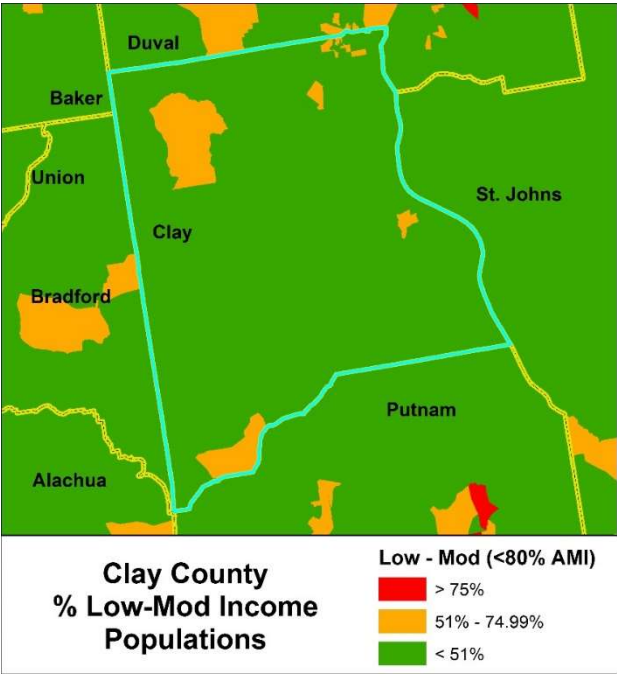 Duval
Baker
Union
St. Johns
Clay
Bradford
Putnam
Alachua
Clay County
% Low-Mod Income
Populations
Low - Mod (<80% AMI)
> 75%
51% - 74.99%
< 51%